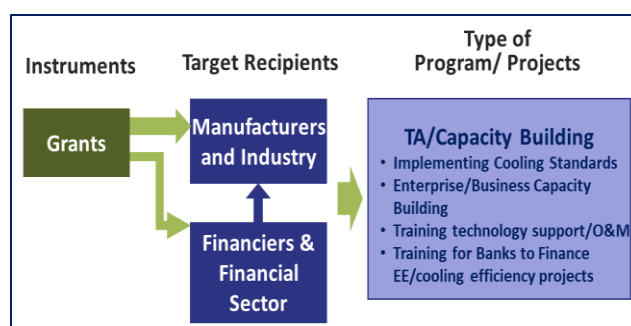 Instruments
Target Recipients
Type of
Program/ Projects
Grants
Manufacturers
and Industry
Financiers &
Financial
Sector
TA/Capacity Building
• Implementing Cooling Standards
• Enterprise/Business Capacity
Building
• Training technology support/O&M
• Training for Banks to Finance
EE/cooling efficiency projects